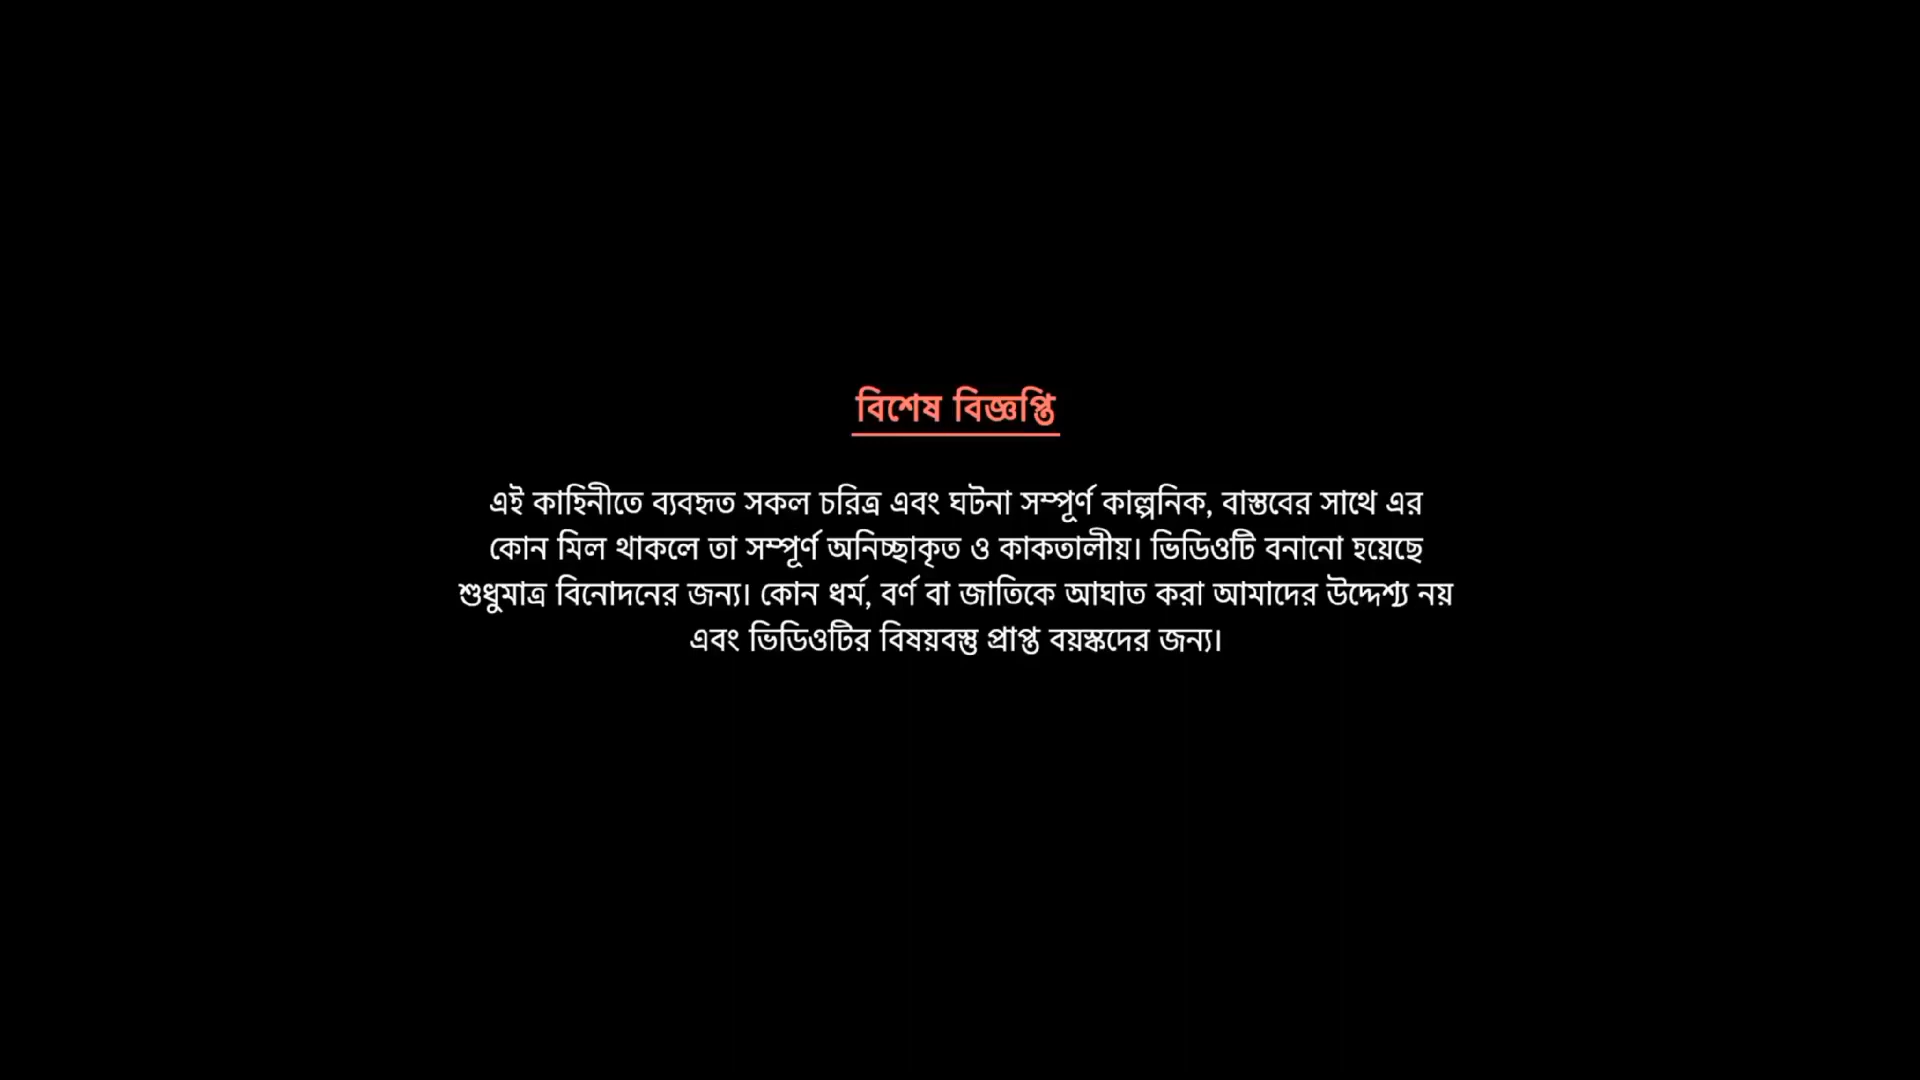 বিশেষ বিজ্ঞপ্তি
এই কাহিনীতে ব্যবহৃত সকল চরিত্র এবং ঘটনা সম্পূর্ণ কাল্পনিক, বাস্তবের সাথে এর
কোন মিল থাকলে তা সম্পূর্ণ অনিচ্ছাকৃত ও কাকতালীয়। ভিডিওটি বনানো হয়েছে
শুধুমাত্র বিনোদনের জন্য। কোন ধর্ম, বর্ণ বা জাতিকে আঘাত করা আমাদের উদ্দেশ্য নয়
এবং ভিডিওটির বিষয়বস্তু প্রাপ্ত বয়স্কদের জন্য।